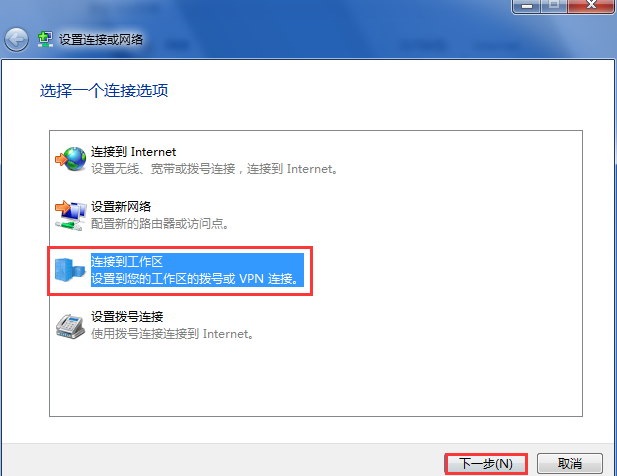 设置连接或网络
选择一个连接选项
连接到 Internet
设置无线、宽带或拨号连接，连接到 Internet。
设置新网络
配置新的路由器或访问点。
连接到工作区
设置到您的工作区的拨号或 VPN 连接。
设置拨号连接
使用拨号连接连接到 Internet。
下一步(N)
取消